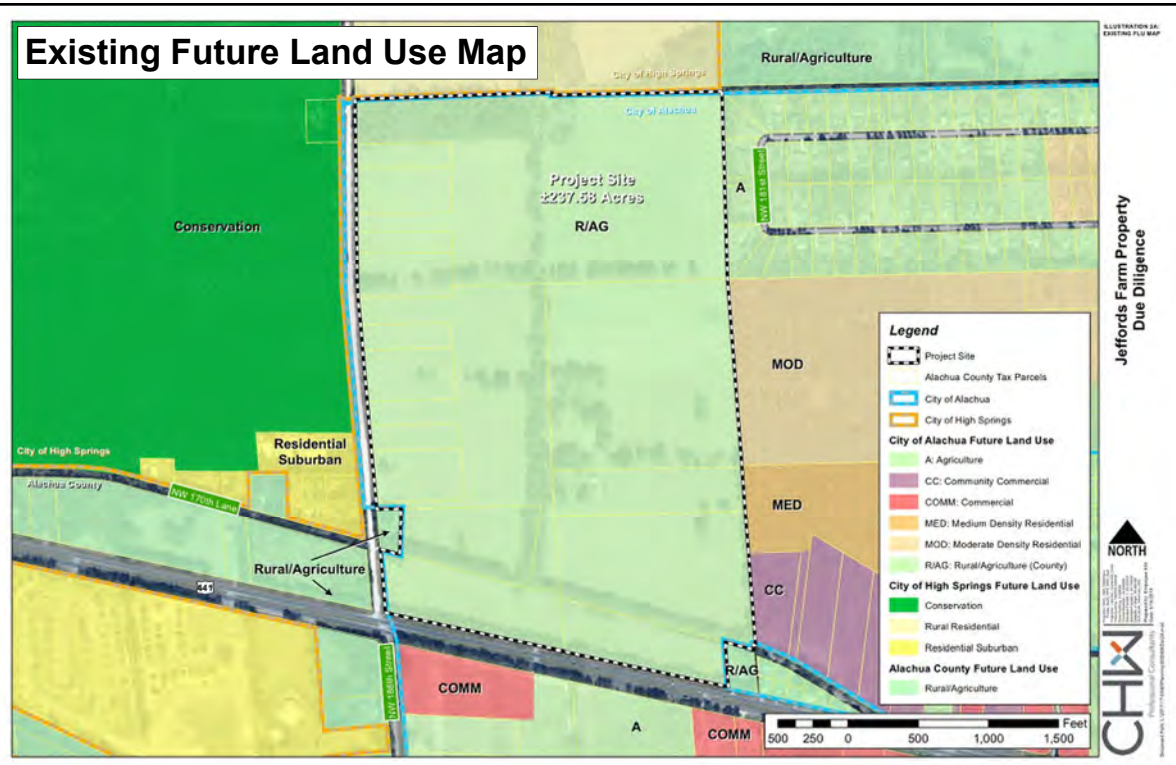 Existing Future Land Use Map
ILLUSTRATION 2A:
EXISTING FLU MAP
City of High Springs
Rural/Agriculture
City of Alachua
Project Site
±237.58 Acres
R/AG
A
NW 181st Street
Conservation
MOD
Residential
Suburban
City of High Springs
Alachua County
NW 170th Lane
MED
Rural/Agriculture
441
CC
R/AG
NW 186th Street
COMM
A
COMM
Legend
Project Site
Alachua County Tax Parcels
City of Alachua
City of High Springs
City of Alachua Future Land Use
A: Agriculture
CC: Community Commercial
COMM: Commercial
MED: Medium Density Residential
MOD: Moderate Density Residential
R/AG: Rural/Agriculture (County)
City of High Springs Future Land Use
Conservation
Rural Residential
Residential Suburban
Alachua County Future Land Use
Rural/Agriculture
Feet
500 250 0 500 1,000 1,500
Jeffords Farm Property
Due Diligence
NORTH
CHW
Professional Consultants